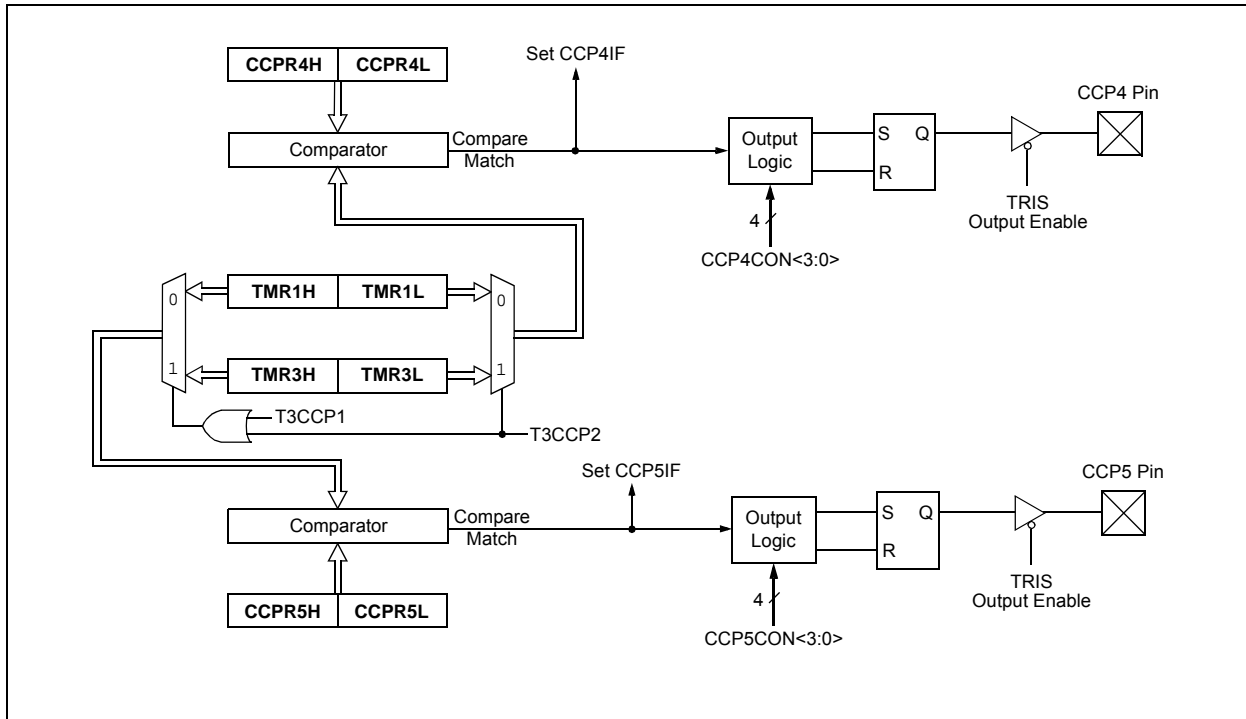 CCPR4H CCPR4L
Set CCP4IF
CCP4 Pin
Comparator
Compare
Match
Output
Logic
S Q
R
TRIS
Output Enable
4
CCP4CON<3:0>
0 TMR1H TMR1L 0
1 TMR3H TMR3L 1
T3CCP1
T3CCP2
Set CCP5IF
CCP5 Pin
Comparator
Compare
Match
Output
Logic
S Q
R
TRIS
Output Enable
4
CCP5CON<3:0>
CCPR5H CCPR5L